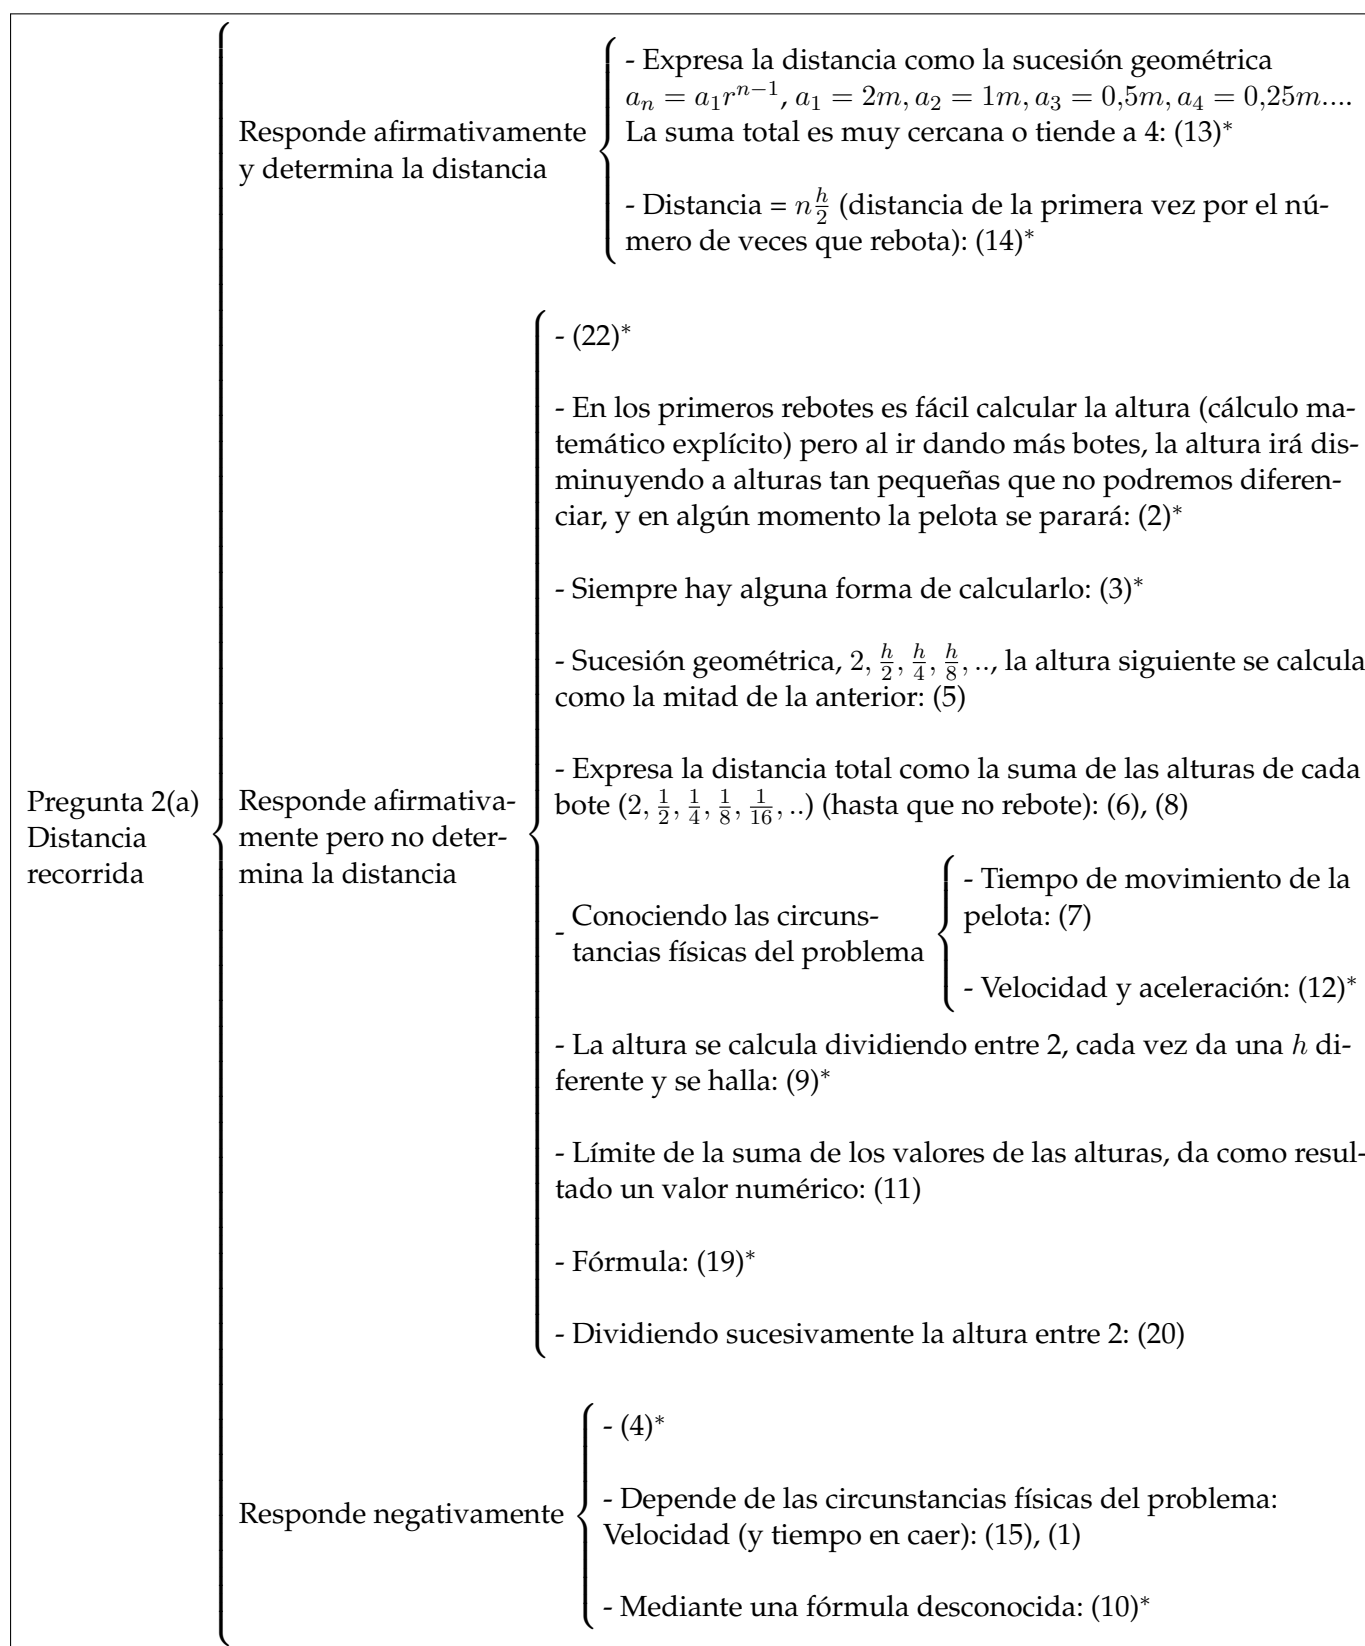 Pregunta 2(a)
Distancia
recorrida
Responde afirmativamente
y determina la distancia
- Expresa la distancia como la sucesión geométrica
$a_n = a_1 r^{n-1}$, $a_1 = 2m, a_2 = 1m, a_3 = 0,5m, a_4 = 0,25m....$
La suma total es muy cercana o tiende a 4: (13)*
- Distancia = $n\frac{h}{2}$ (distancia de la primera vez por el nú-
mero de veces que rebota): (14)*
Responde afirmativa-
mente pero no deter-
mina la distancia
- (22)*
- En los primeros rebotes es fácil calcular la altura (cálculo ma-
temático explícito) pero al ir dando más botes, la altura irá dis-
minuyendo a alturas tan pequeñas que no podremos diferen-
ciar, y en algún momento la pelota se parará: (2)*
- Siempre hay alguna forma de calcularlo: (3)*
- Sucesión geométrica, $2, \frac{h}{2}, \frac{h}{4}, \frac{h}{8}, ..$, la altura siguiente se calcula
como la mitad de la anterior: (5)
- Expresa la distancia total como la suma de las alturas de cada
bote ($2, \frac{1}{2}, \frac{1}{4}, \frac{1}{8}, \frac{1}{16}, ..$) (hasta que no rebote): (6), (8)
- Conociendo las circuns-
tancias físicas del problema
- Tiempo de movimiento de la
pelota: (7)
- Velocidad y aceleración: (12)*
- La altura se calcula dividiendo entre 2, cada vez da una $h$ di-
ferente y se halla: (9)*
- Límite de la suma de los valores de las alturas, da como resul-
tado un valor numérico: (11)
- Fórmula: (19)*
- Dividiendo sucesivamente la altura entre 2: (20)
Responde negativamente
- (4)*
- Depende de las circunstancias físicas del problema:
Velocidad (y tiempo en caer): (15), (1)
- Mediante una fórmula desconocida: (10)*